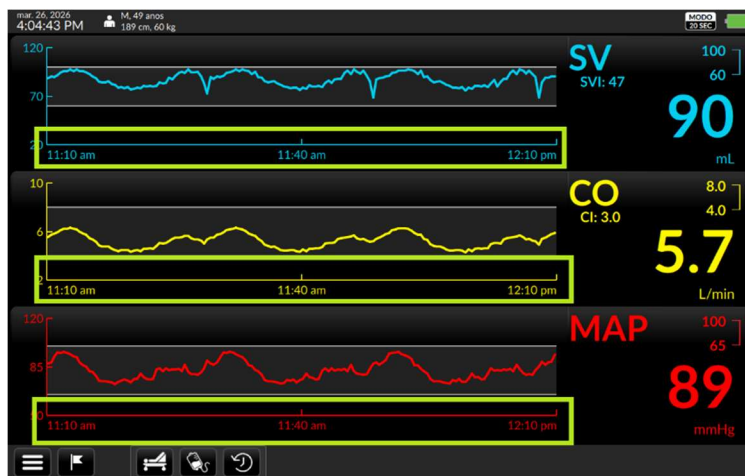 mar. 26, 2026
4:04:43 PM
M, 49 anos
189 cm, 60 kg
MODO
20 SEC
120
70
20
11:10 am 11:40 am 12:10 pm
SV
SVI: 47
100
60
90
mL
10
6
2
11:10 am 11:40 am 12:10 pm
CO
CI: 3.0
8.0
4.0
5.7
L/min
120
85
11:10 am 11:40 am 12:10 pm
MAP
100
65
89
mmHg